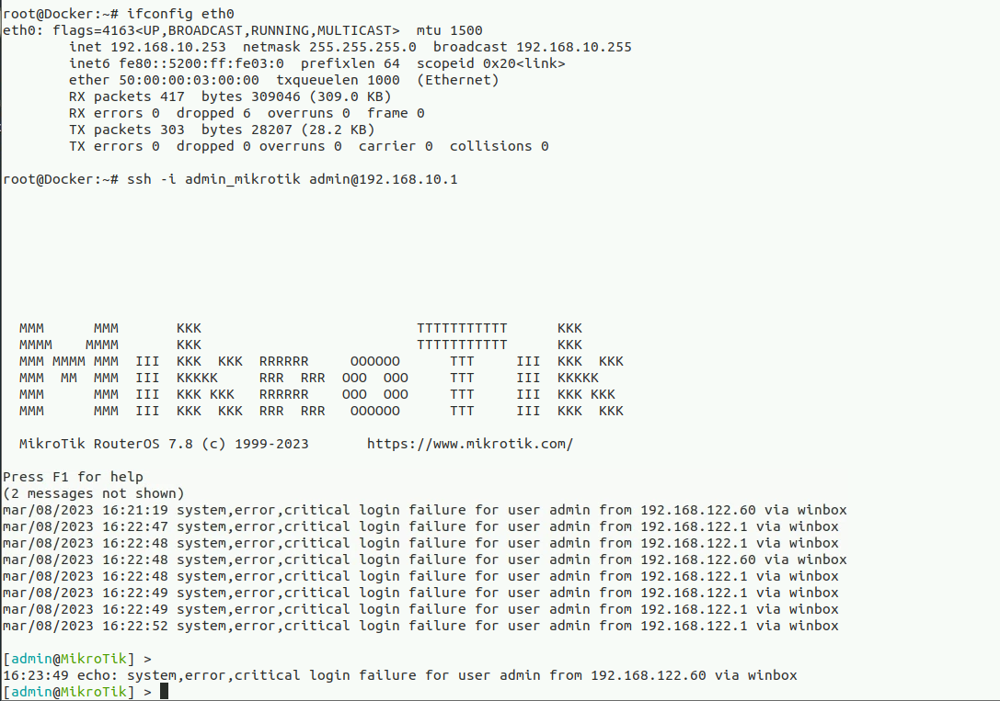 root@Docker:~# ifconfig eth0
eth0: flags=4163<UP,BROADCAST,RUNNING,MULTICAST>  mtu 1500
        inet 192.168.10.253  netmask 255.255.255.0  broadcast 192.168.10.255
        inet6 fe80::5200:ff:fe03:0  prefixlen 64  scopeid 0x20<link>
        ether 50:00:00:03:00:00  txqueuelen 1000  (Ethernet)
        RX packets 417  bytes 309046 (309.0 KB)
        RX errors 0  dropped 6  overruns 0  frame 0
        TX packets 303  bytes 28207 (28.2 KB)
        TX errors 0  dropped 0 overruns 0  carrier 0  collisions 0
root@Docker:~# ssh -i admin_mikrotik admin@192.168.10.1
  MMM      MMM       KKK                          TTTTTTTTTTT      KKK
  MMMM    MMMM       KKK                          TTTTTTTTTTT      KKK
  MMM MMMM MMM  III  KKK  KKK  RRRRRR     OOOOOO      TTT     III  KKK  KKK
  MMM  MM  MMM  III  KKKKK     RRR  RRR  OOO  OOO     TTT     III  KKKKK
  MMM      MMM  III  KKK KKK   RRRRRR    OOO  OOO     TTT     III  KKK KKK
  MMM      MMM  III  KKK  KKK  RRR  RRR   OOOOOO      TTT     III  KKK  KKK
  MikroTik RouterOS 7.8 (c) 1999-2023       https://www.mikrotik.com/
Press F1 for help
(2 messages not shown)
mar/08/2023 16:21:19 system,error,critical login failure for user admin from 192.168.122.60 via winbox
mar/08/2023 16:22:47 system,error,critical login failure for user admin from 192.168.122.1 via winbox
mar/08/2023 16:22:48 system,error,critical login failure for user admin from 192.168.122.1 via winbox
mar/08/2023 16:22:48 system,error,critical login failure for user admin from 192.168.122.60 via winbox
mar/08/2023 16:22:48 system,error,critical login failure for user admin from 192.168.122.1 via winbox
mar/08/2023 16:22:49 system,error,critical login failure for user admin from 192.168.122.1 via winbox
mar/08/2023 16:22:49 system,error,critical login failure for user admin from 192.168.122.1 via winbox
mar/08/2023 16:22:52 system,error,critical login failure for user admin from 192.168.122.1 via winbox
[admin@MikroTik] >
16:23:49 echo: system,error,critical login failure for user admin from 192.168.122.60 via winbox
[admin@MikroTik] >